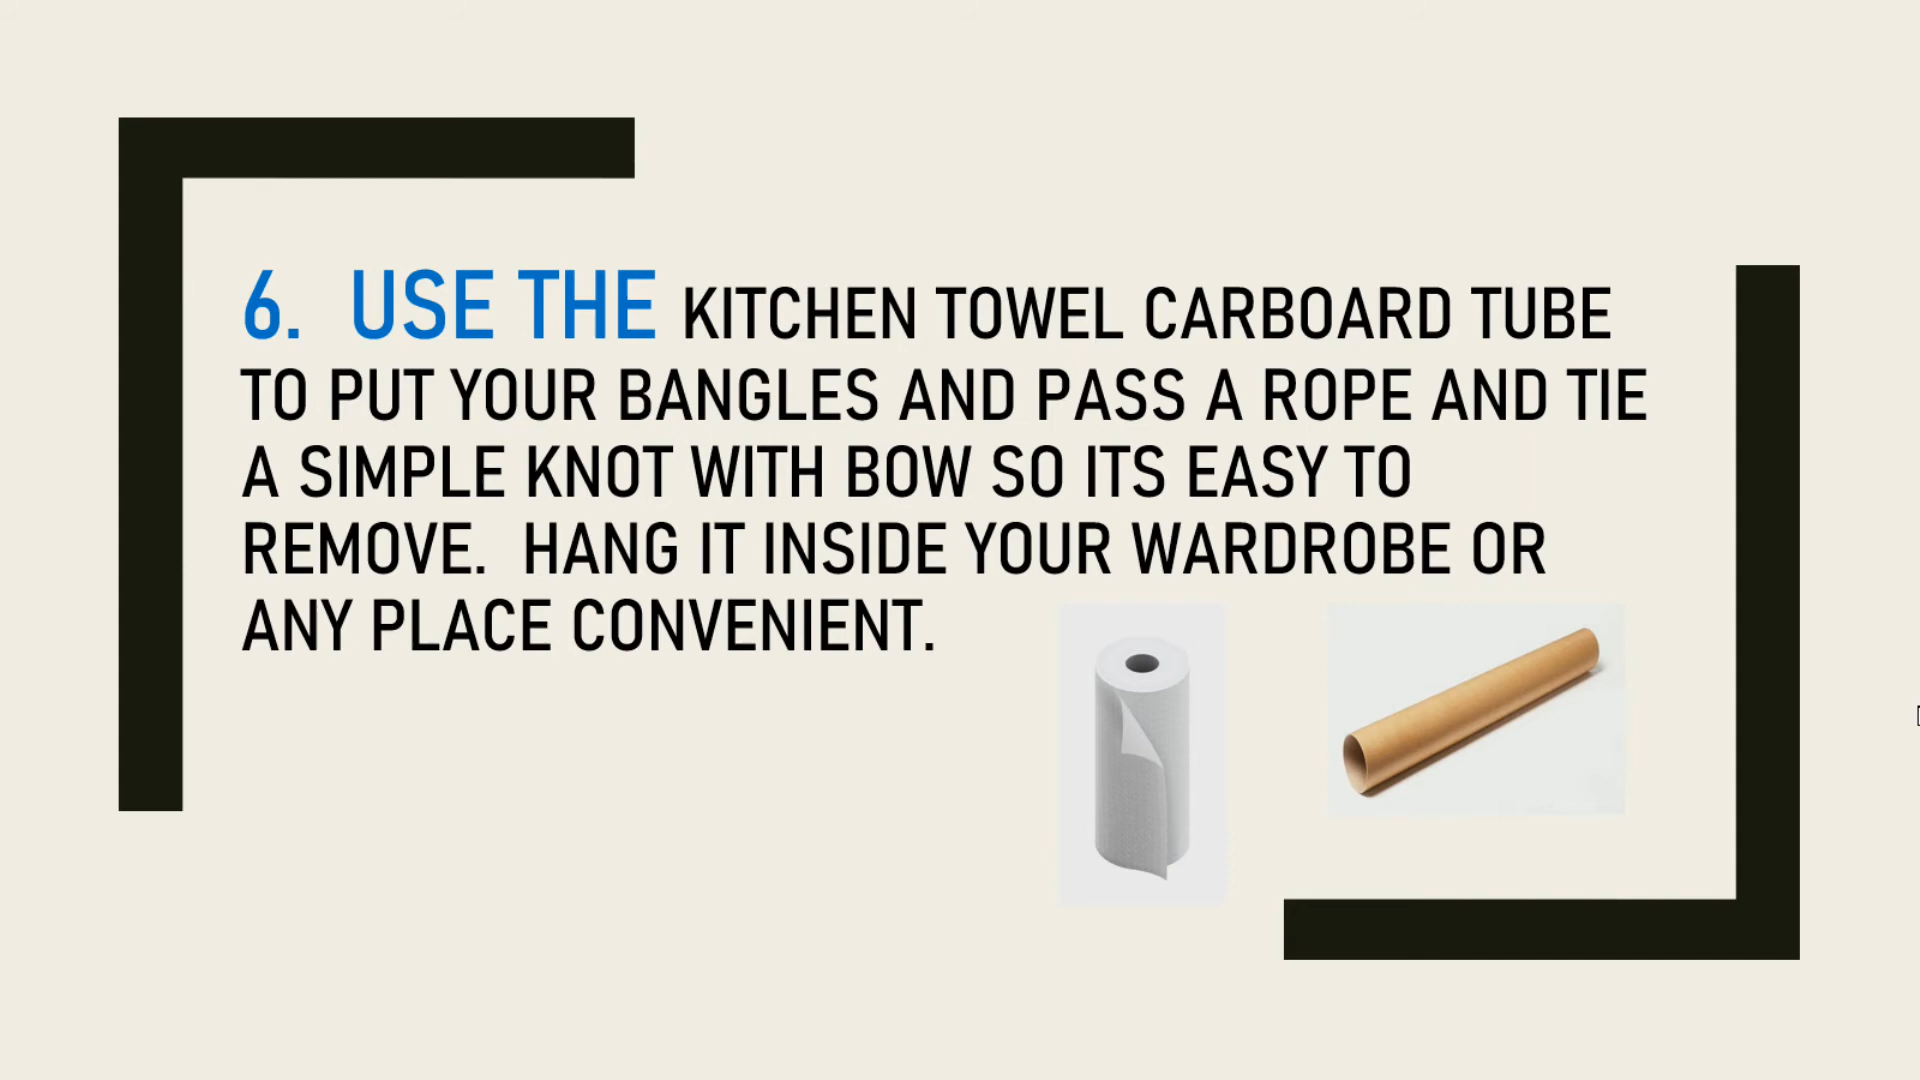 6. USE THE KITCHEN TOWEL CARBOARD TUBE
TO PUT YOUR BANGLES AND PASS A ROPE AND TIE
A SIMPLE KNOT WITH BOW SO ITS EASY TO
REMOVE. HANG IT INSIDE YOUR WARDROBE OR
ANY PLACE CONVENIENT.